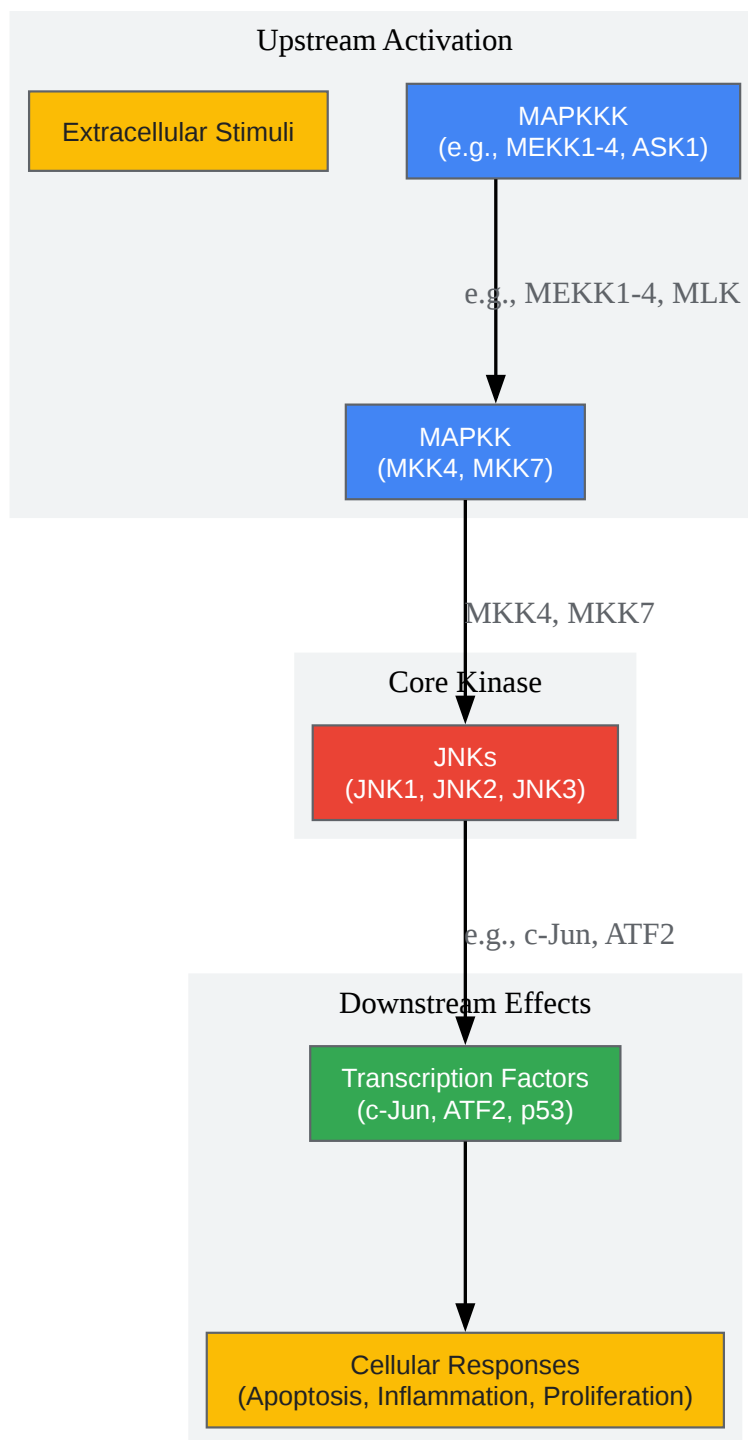 Upstream Activation
Extracellular Stimuli
MAPKKK
(e.g., MEKK1-4, ASK1)
e.g., MEKK1-4, MLK
MAPKK
(MKK4, MKK7)
MKK4, MKK7
Core Kinase
JNKs
(JNK1, JNK2, JNK3)
e.g., c-Jun, ATF2
Downstream Effects
Transcription Factors
(c-Jun, ATF2, p53)
Cellular Responses
(Apoptosis, Inflammation, Proliferation)